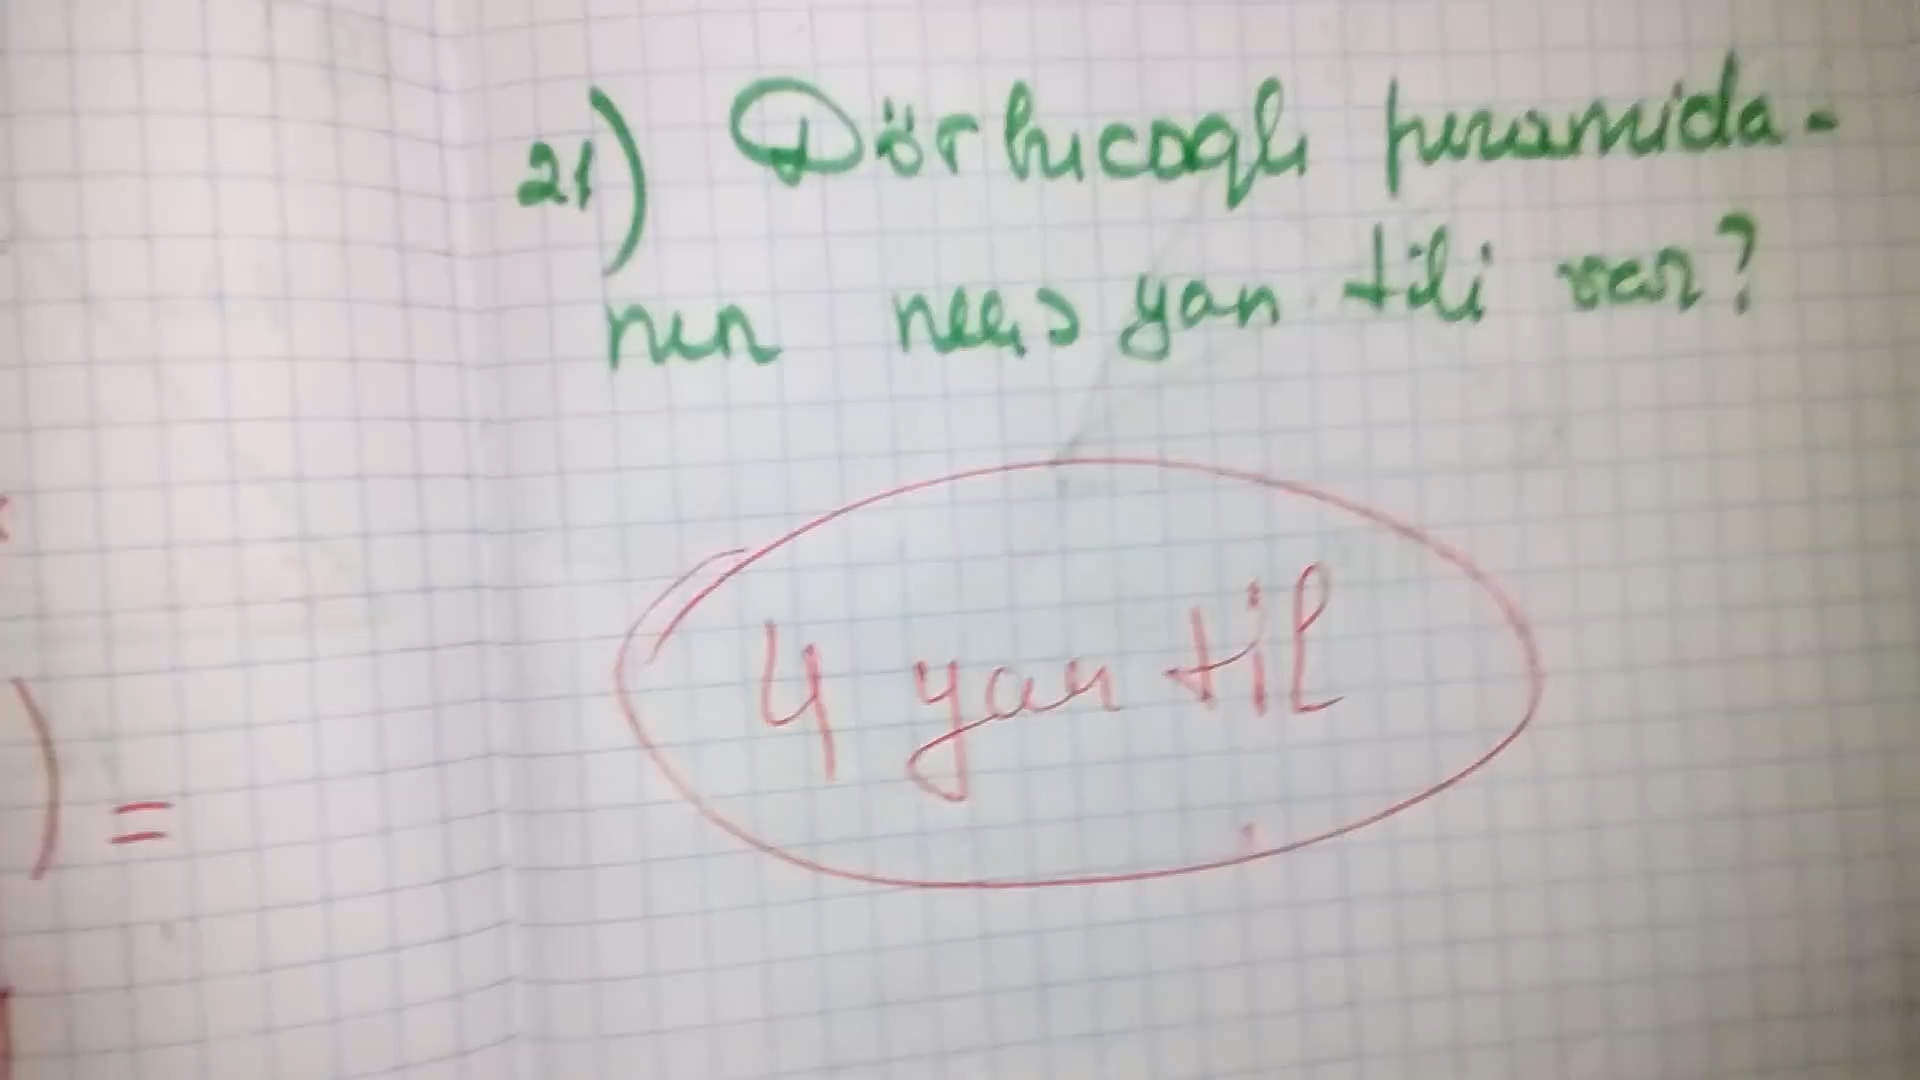 21) Dörbucaqlı piramida-
nın neçə yan tili var?
4 yan til
) =